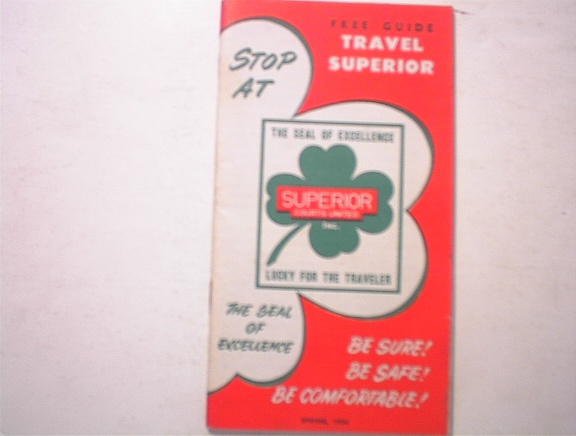 FREE GUIDE
TRAVEL
SUPERIOR
STOP
AT
THE SEAL OF EXCELLENCE
SUPERIOR
COURTS UNITED
Inc.
LUCKY FOR THE TRAVELER
THE SEAL
OF
EXCELLENCE
BE SURE!
BE SAFE!
BE COMFORTABLE!
SPRING,